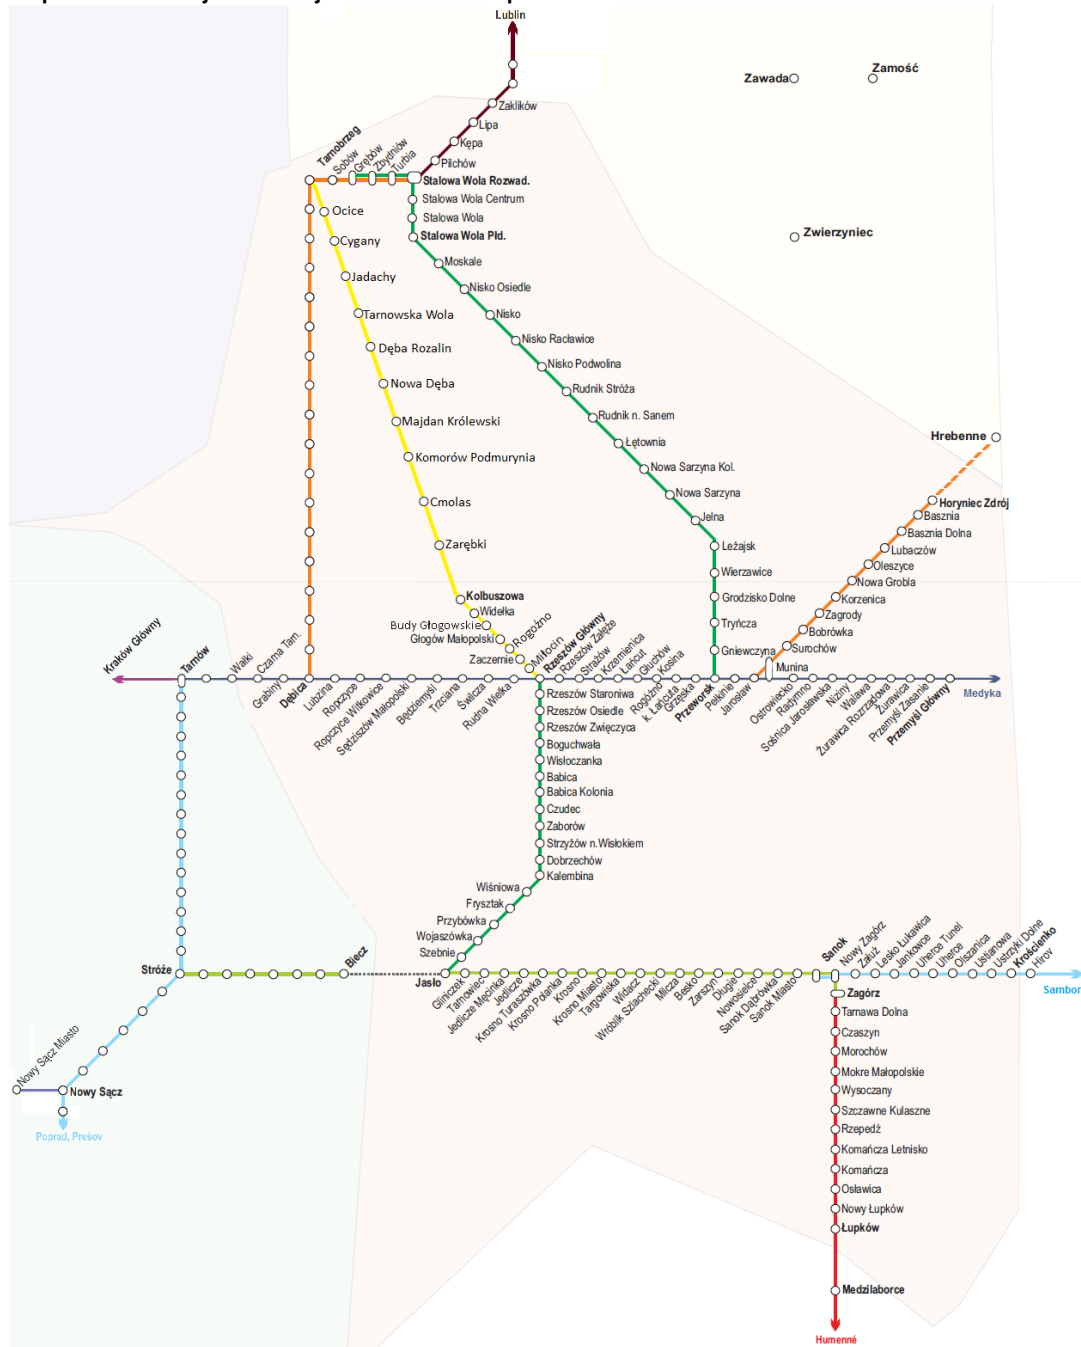 Lublin
Zamość
Zawada
Zaklików
Lipa
Kępa
Pilchów
Tarnobrzeg
Sobów
Grębów
Zbydniów
Turbia
Stalowa Wola Rozwad.
Stalowa Wola Centrum
Stalowa Wola
Stalowa Wola Płd.
Zwierzyniec
Ocice
Cygany
Jadachy
Tarnowska Wola
Dęba Rozalin
Nowa Dęba
Majdan Królewski
Komorów Podmurynia
Cmolas
Zarębki
Kolbuszowa
Widełka
Budy Głogowskie
Głogów Małopolski
Rogoźno
Zaczernie
Miłocin
Moskale
Nisko Osiedle
Nisko
Nisko Racławice
Nisko Podwolina
Rudnik Stróża
Rudnik n. Sanem
Łętownia
Nowa Sarzyna Kol.
Nowa Sarzyna
Jelna
Leżajsk
Wierzawice
Grodzisko Dolne
Tryńcza
Gniewczyna
Hrebenne
Horyniec Zdrój
Basznia
Basznia Dolna
Lubaczów
Oleszyce
Nowa Grobla
Korzenica
Zagrody
Bobrówka
Surochów
Munina
Kraków Główny
Tarnów
Wałki
Czarna Tarn.
Grabiny
Dębica
Lubzina
Ropczyce
Ropczyce Witkowice
Sędziszów Małopolski
Będziemyśl
Trzciana
Świlcza
Rudna Wielka
Rzeszów Główny
Rzeszów Załęże
Strażów
Krzemienica
Łańcut
Głuchów
Kosina
Rogóżno
k. Łańcuta
Grzęska
Przeworsk
Pełkinie
Jarosław
Ostrowiecko
Radymno
Sośnica Jarosławska
Niziny
Walawa
Żurawica Rozrządowa
Żurawica
Przemyśl Zasanie
Przemyśl Główny
Medyka
Rzeszów Staroniwa
Rzeszów Osiedle
Rzeszów Zwięczyca
Boguchwała
Wisłoczanka
Babica
Babica Kolonia
Czudec
Zaborów
Strzyżów n.Wisłokiem
Dobrzechów
Kalembina
Wiśniowa
Frysztak
Przybówka
Wojaszówka
Szebnie
Stróże
Biecz
Jasło
Gliniczek
Tarnowiec
Jedlicze Męcinka
Jedlicze
Krosno Turaszówka
Krosno Polanka
Krosno
Krosno Miasto
Targowiska
Widacz
Wróblik Szlachecki
Milcza
Besko
Zarszyn
Długie
Nowosielce
Sanok Dąbrówka
Sanok Miasto
Sanok
Nowy Zagórz
Załuż
Lesko Łukawica
Jankowce
Uherce Tunel
Uherce
Olszanica
Ustianowa
Ustrzyki Dolne
Krościenko
Hirov
Sambor
Zagórz
Tarnawa Dolna
Czaszyn
Morochów
Mokre Małopolskie
Wysoczany
Szczawne Kulaszne
Rzepedź
Komańcza Letnisko
Komańcza
Osławica
Nowy Łupków
Łupków
Medzilaborce
Humenné
Nowy Sącz Miasto
Nowy Sącz
Poprad, Prešov